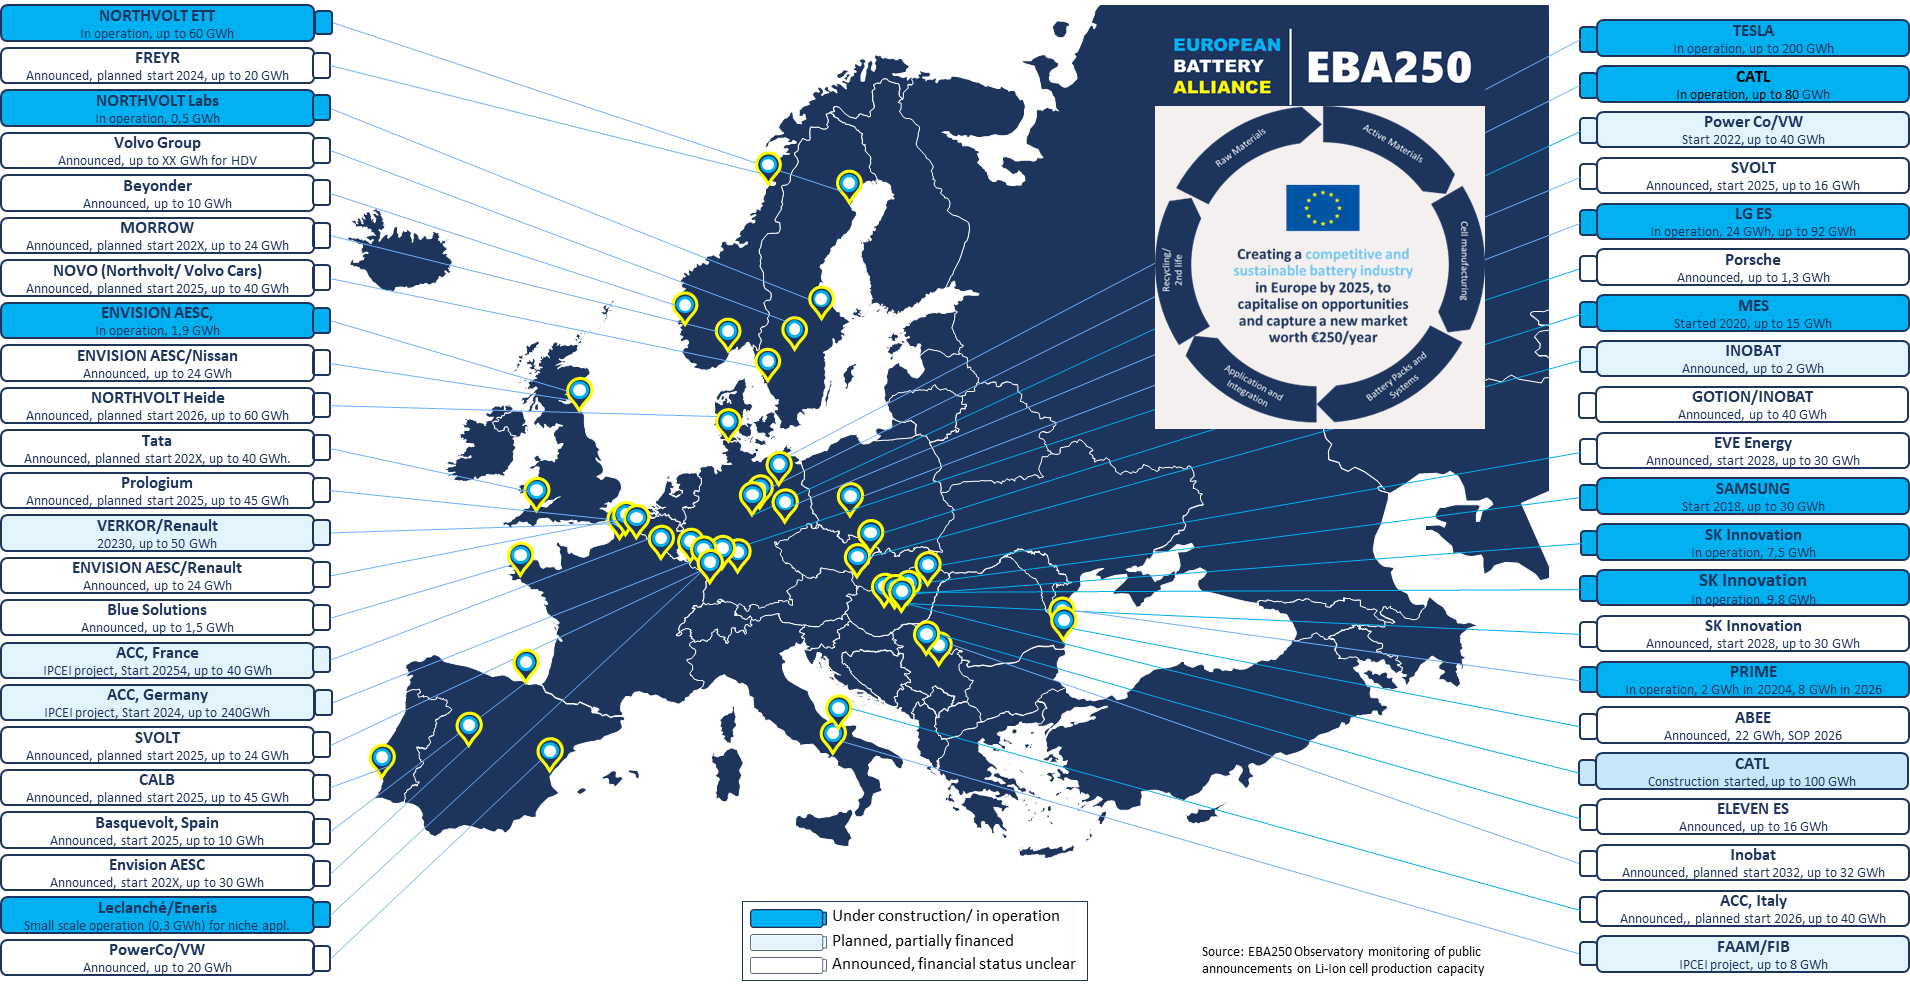 NORTHVOLT ETT
In operation, up to 60 GWh
FREYR
Announced, planned start 2024, up to 20 GWh
NORTHVOLT Labs
In operation, 0,5 GWh
Volvo Group
Announced, up to XX GWh for HDV
Beyonder
Announced, up to 10 GWh
MORROW
Announced, planned start 202X, up to 24 GWh
NOVO (Northvolt/ Volvo Cars)
Announced, planned start 2025, up to 40 GWh
ENVISION AESC,
In operation, 1,9 GWh
ENVISION AESC/Nissan
Announced, up to 24 GWh
NORTHVOLT Heide
Announced, planned start 2026, up to 60 GWh
Tata
Announced, planned start 202X, up to 40 GWh.
Prologium
Announced, planned start 2025, up to 45 GWh
VERKOR/Renault
20230, up to 50 GWh
ENVISION AESC/Renault
Announced, up to 24 GWh
Blue Solutions
Announced, up to 1,5 GWh
ACC, France
IPCEI project, Start 20254, up to 40 GWh
ACC, Germany
IPCEI project, Start 2024, up to 240GWh
SVOLT
Announced, planned start 2025, up to 24 GWh
CALB
Announced, planned start 2025, up to 45 GWh
Basquevolt, Spain
Announced, start 2025, up to 10 GWh
Envision AESC
Announced, start 202X, up to 30 GWh
Leclanché/Eneris
Small scale operation (0,3 GWh) for niche appl.
PowerCo/VW
Announced, up to 20 GWh
EUROPEAN
BATTERY
ALLIANCE
EBA250
Raw Materials
Active Materials
Cell manufacturing
Battery Packs and
Systems
Application and
Integration
Recycling/
2nd life
Creating a competitive and
sustainable battery industry
in Europe by 2025, to
capitalise on opportunities
and capture a new market
worth €250/year
TESLA
In operation, up to 200 GWh
CATL
In operation, up to 80 GWh
Power Co/VW
Start 2022, up to 40 GWh
SVOLT
Announced, start 2025, up to 16 GWh
LG ES
In operation, 24 GWh, up to 92 GWh
Porsche
Announced, up to 1,3 GWh
MES
Started 2020, up to 15 GWh
INOBAT
Announced, up to 2 GWh
GOTION/INOBAT
Announced, up to 40 GWh
EVE Energy
Announced, start 2028, up to 30 GWh
SAMSUNG
Start 2018, up to 30 GWh
SK Innovation
In operation, 7,5 GWh
SK Innovation
In operation, 9,8 GWh
SK Innovation
Announced, start 2028, up to 30 GWh
PRIME
In operation, 2 GWh in 20204, 8 GWh in 2026
ABEE
Announced, 22 GWh, SOP 2026
CATL
Construction started, up to 100 GWh
ELEVEN ES
Announced, up to 16 GWh
Inobat
Announced, planned start 2032, up to 32 GWh
ACC, Italy
Announced,, planned start 2026, up to 40 GWh
FAAM/FIB
IPCEI project, up to 8 GWh
Under construction/ in operation
Planned, partially financed
Announced, financial status unclear
Source: EBA250 Observatory monitoring of public
announcements on Li-Ion cell production capacity